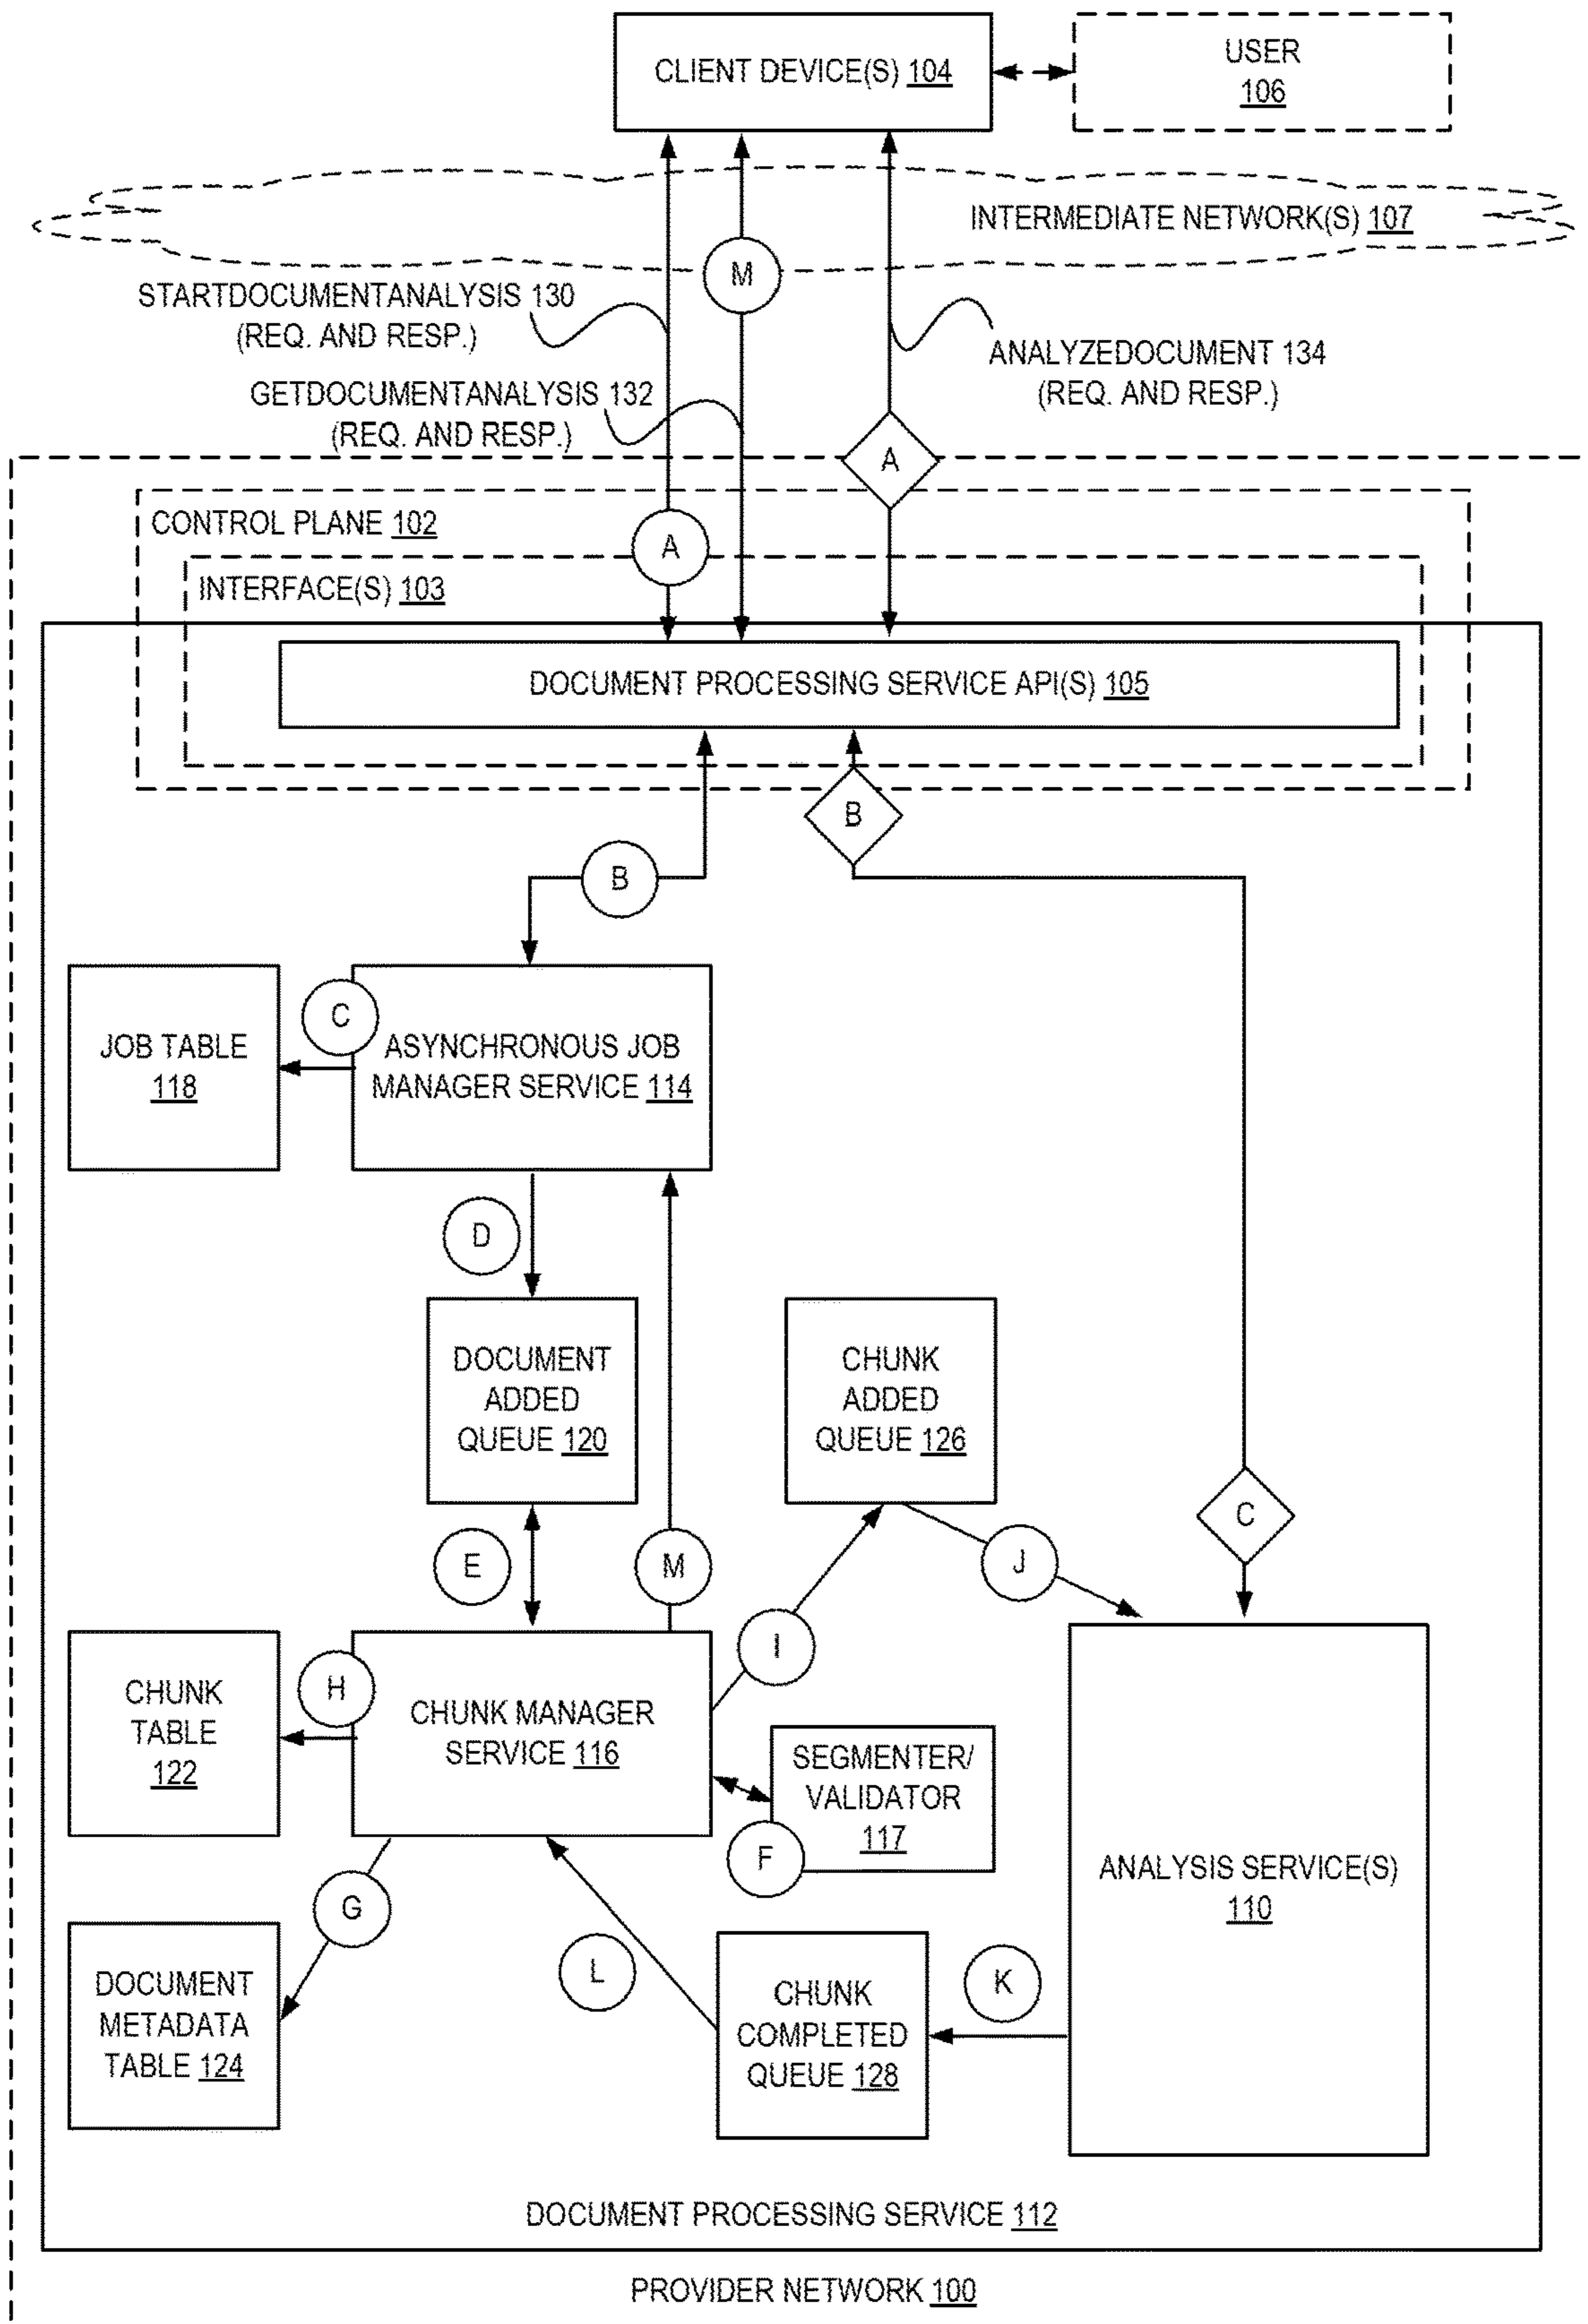 CLIENT DEVICE(S) 104
USER
106
INTERMEDIATE NETWORK(S) 107
M
STARTDOCUMENTANALYSIS 130
(REQ. AND RESP.)
ANALYZEDOCUMENT 134
(REQ. AND RESP.)
GETDOCUMENTANALYSIS 132
(REQ. AND RESP.)
A
CONTROL PLANE 102
A
INTERFACE(S) 103
DOCUMENT PROCESSING SERVICE API(S) 105
B
B
C
JOB TABLE
118
ASYNCHRONOUS JOB
MANAGER SERVICE 114
D
DOCUMENT
ADDED
QUEUE 120
CHUNK
ADDED
QUEUE 126
C
E
M
J
I
H
CHUNK
TABLE
122
CHUNK MANAGER
SERVICE 116
SEGMENTER/
VALIDATOR
117
F
ANALYSIS SERVICE(S)
110
G
L
K
DOCUMENT
METADATA
TABLE 124
CHUNK
COMPLETED
QUEUE 128
DOCUMENT PROCESSING SERVICE 112
PROVIDER NETWORK 100